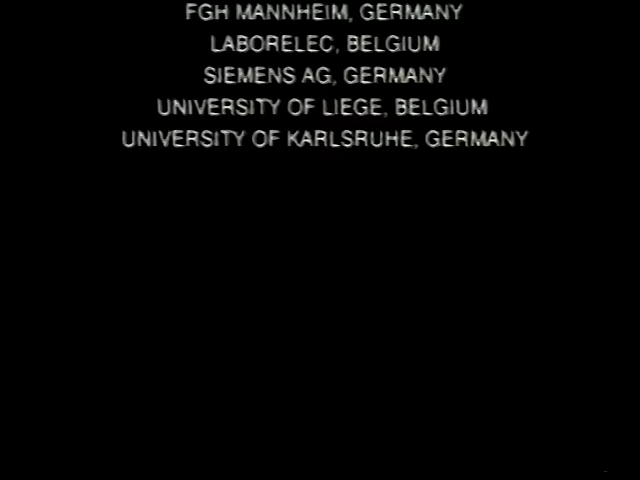 FGH MANNHEIM, GERMANY
LABORELEC, BELGIUM
SIEMENS AG, GERMANY
UNIVERSITY OF LIEGE, BELGIUM
UNIVERSITY OF KARLSRUHE, GERMANY